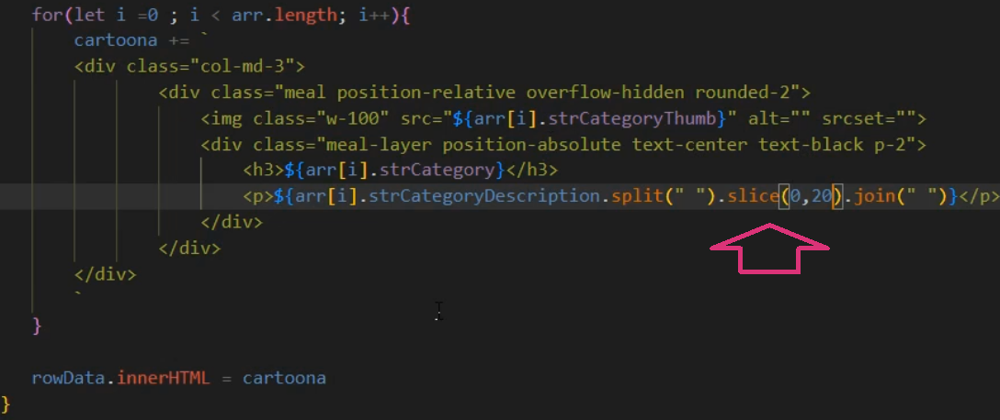 for(let i =0 ; i < arr.length; i++){
cartoona += `
<div class="col-md-3">
<div class="meal position-relative overflow-hidden rounded-2">
<img class="w-100" src="${arr[i].strCategoryThumb}" alt="" srcset="">
<div class="meal-layer position-absolute text-center text-black p-2">
<h3>${arr[i].strCategory}</h3>
<p>${arr[i].strCategoryDescription.split(" ").slice(0,20).join(" ")}</p>
</div>
</div>
</div>
`
}
rowData.innerHTML = cartoona
}